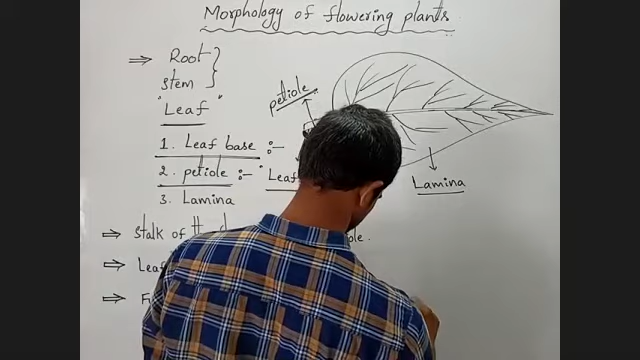 Morphology of flowering plants
⇒ Root
stem
"Leaf"
1. Leaf base :-
2. petiole :- "Leaf
3. Lamina
petiole
Lamina
⇒ stalk of
⇒ Leaf
⇒